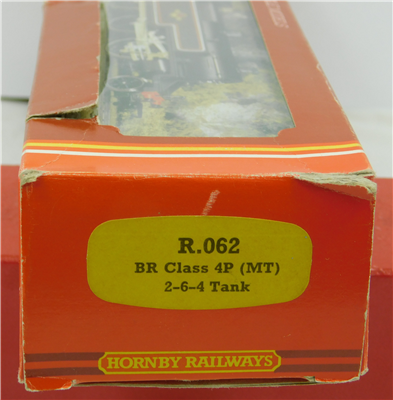 R.062
BR Class 4P (MT)
2-6-4 Tank
HORNBY RAILWAYS